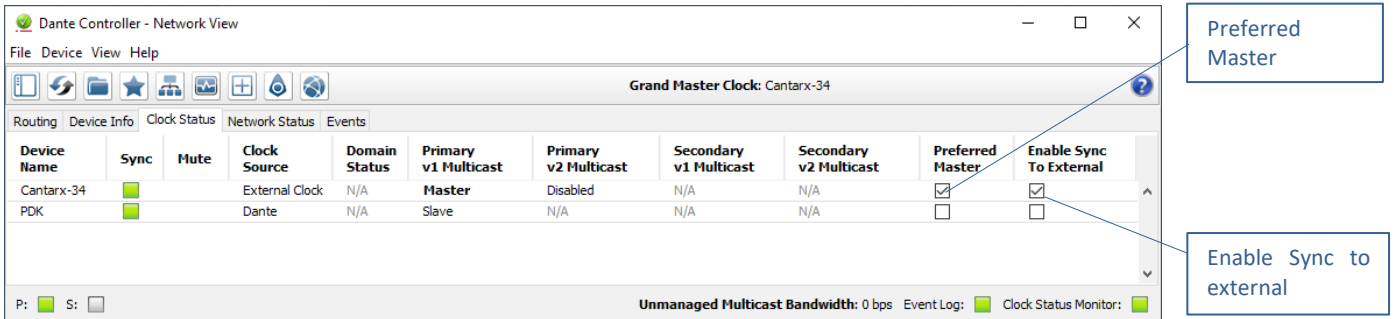 Dante Controller - Network View
Preferred
Master
File Device View Help
Grand Master Clock: Cantarx-34
Routing Device Info Clock Status Network Status Events
Device Name Sync Mute Clock Source Domain Status Primary v1 Multicast Primary v2 Multicast Secondary v1 Multicast Secondary v2 Multicast Preferred Master Enable Sync To External
Cantarx-34 External Clock N/A Master Disabled N/A N/A
PDK Dante N/A Slave N/A N/A N/A
Enable Sync to
external
P: S: Unmanaged Multicast Bandwidth: 0 bps Event Log: Clock Status Monitor: